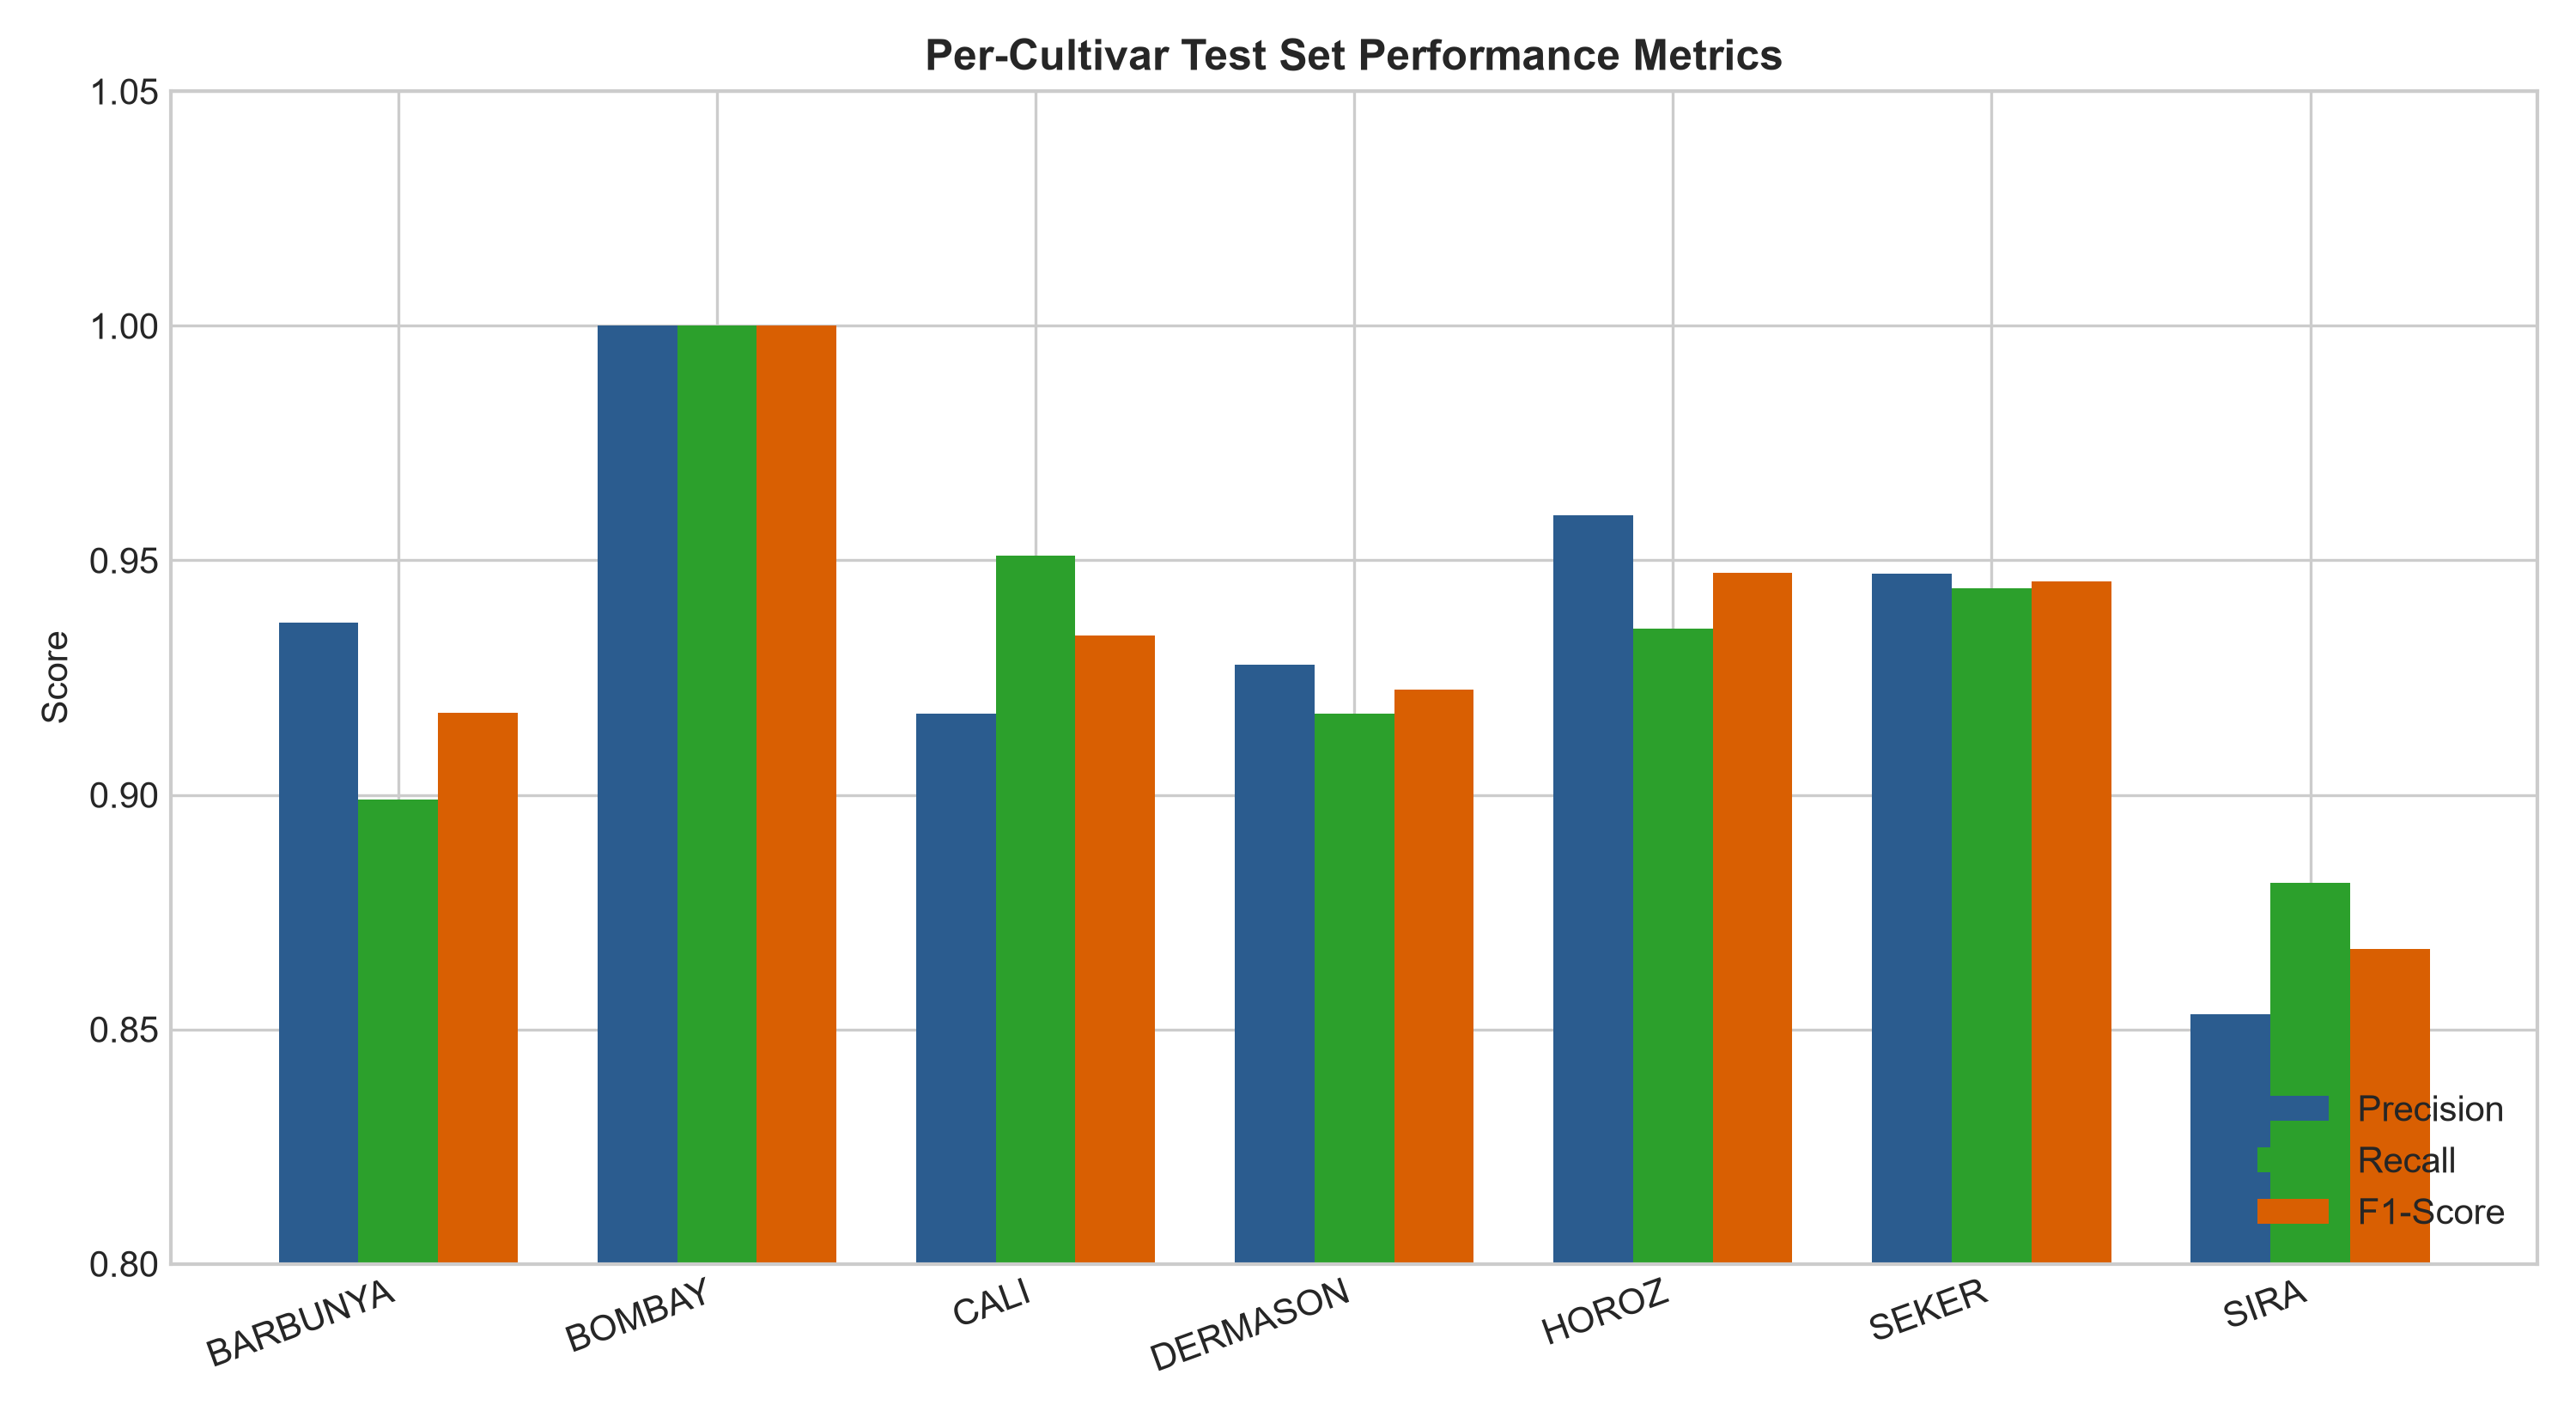 Per-Cultivar Test Set Performance Metrics
1.05
1.00
0.95
0.90
0.85
0.80
Score
Precision
Recall
F1-Score
BARBUNYA
BOMBAY
CALI
DERMASON
HOROZ
SEKER
SIRA